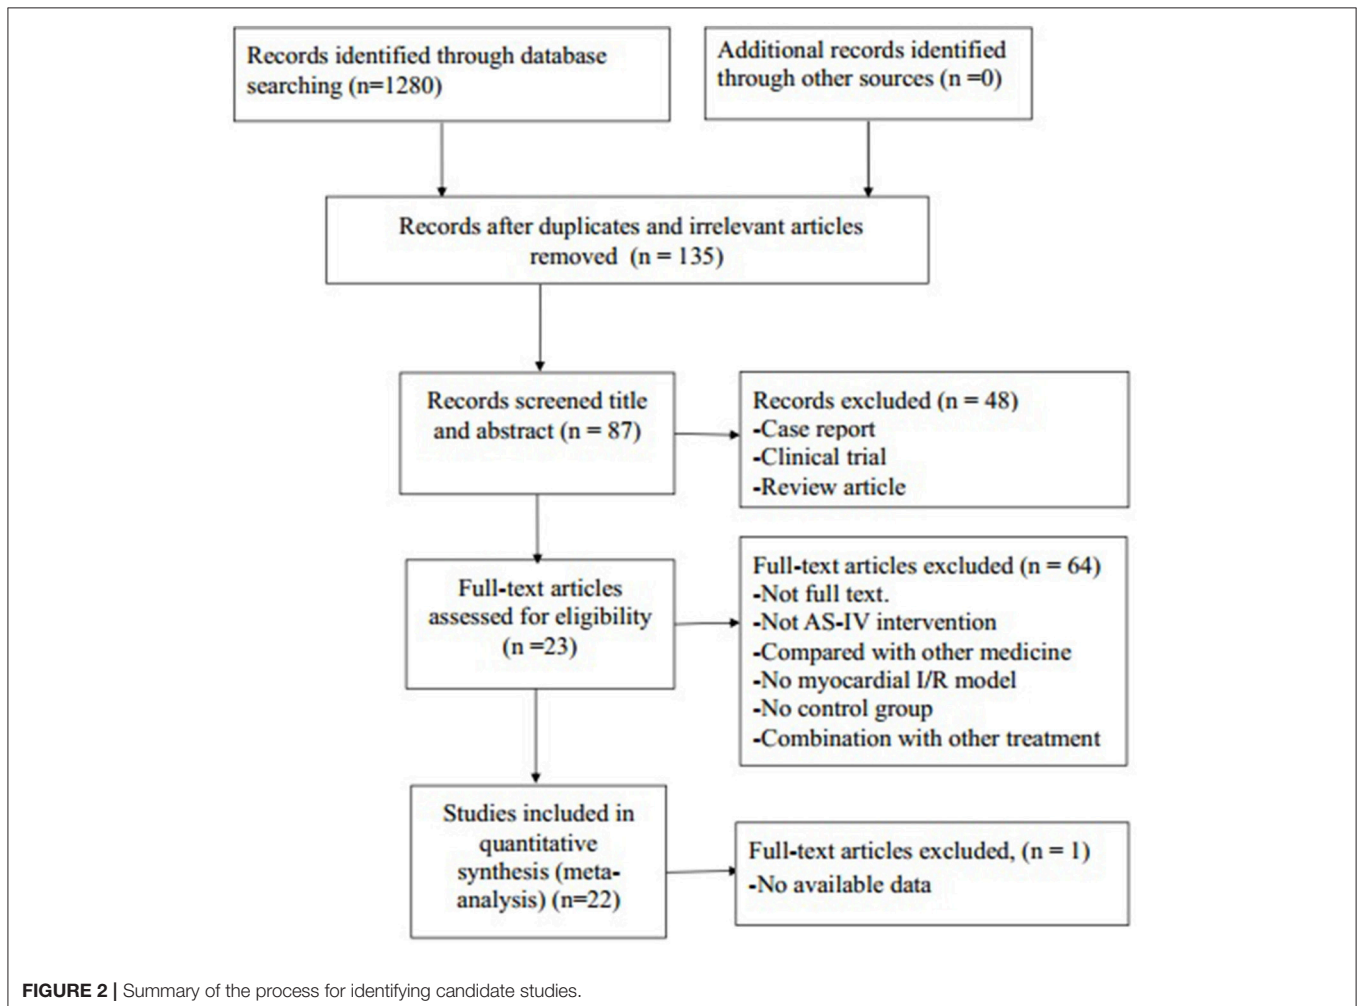 Records identified through database
searching (n=1280)
Additional records identified
through other sources (n =0)
Records after duplicates and irrelevant articles
removed (n = 135)
Records screened title
and abstract (n = 87)
Records excluded (n = 48)
-Case report
-Clinical trial
-Review article
Full-text articles
assessed for eligibility
(n =23)
Full-text articles excluded (n = 64)
-Not full text.
-Not AS-IV intervention
-Compared with other medicine
-No myocardial I/R model
-No control group
-Combination with other treatment
Studies included in
quantitative
synthesis (meta-
analysis) (n=22)
Full-text articles excluded, (n = 1)
-No available data
FIGURE 2 | Summary of the process for identifying candidate studies.